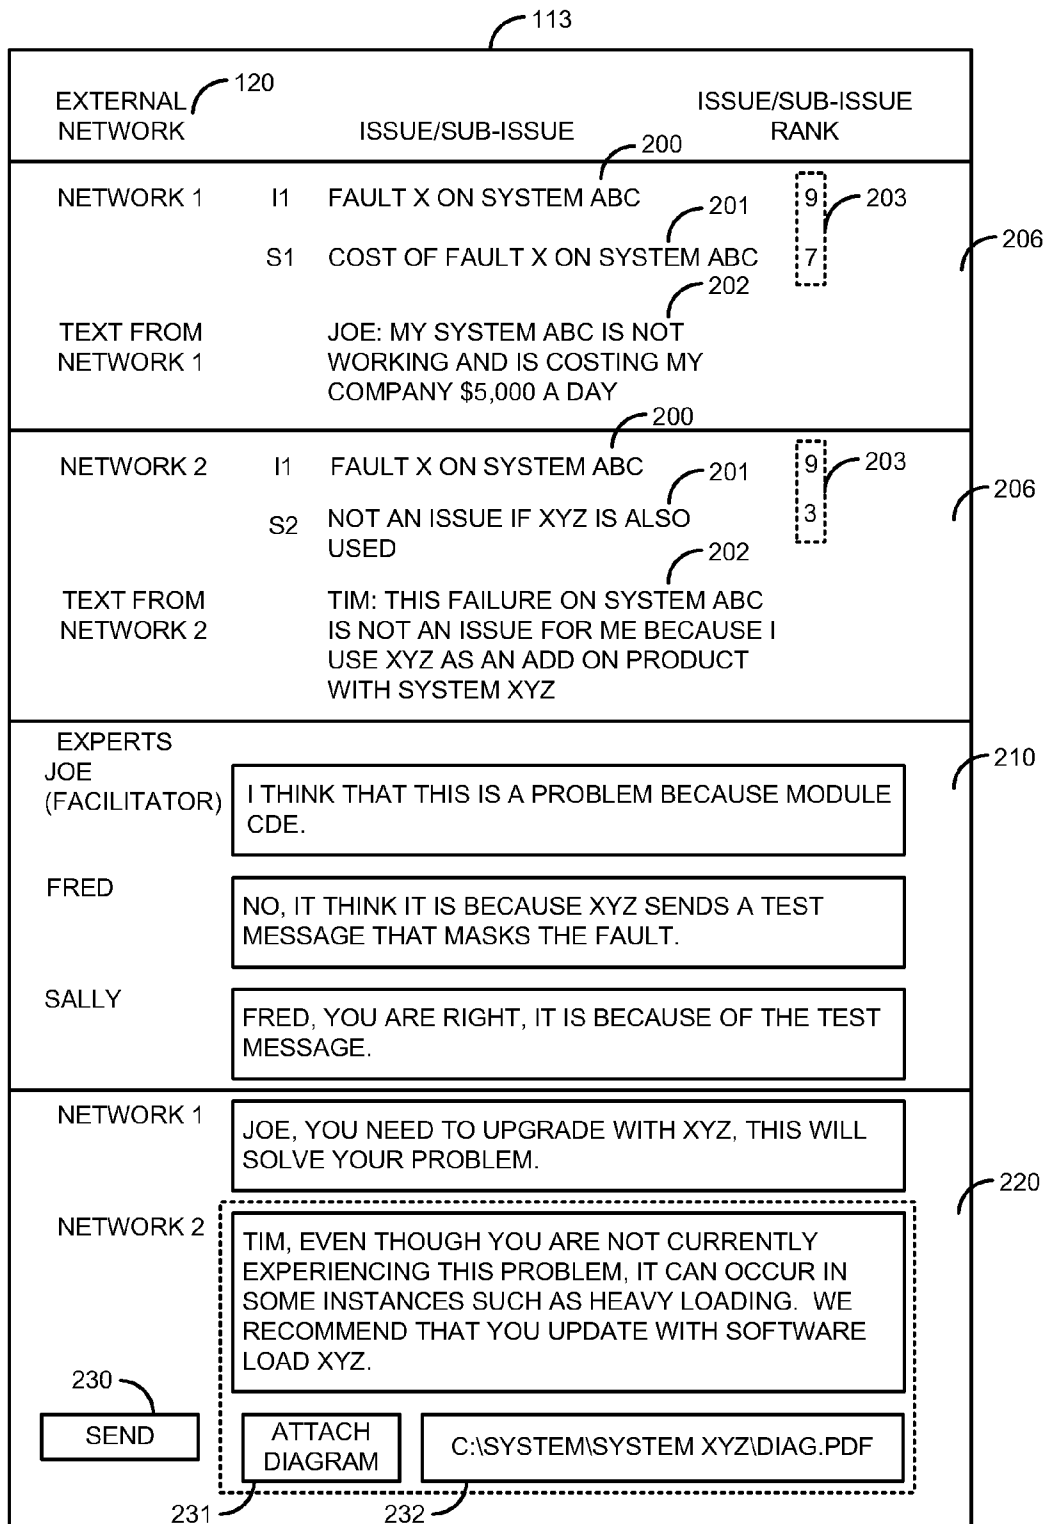 113
EXTERNAL
NETWORK
120
ISSUE/SUB-ISSUE
ISSUE/SUB-ISSUE
RANK
200
NETWORK 1 I1 FAULT X ON SYSTEM ABC 9 203
201
S1 COST OF FAULT X ON SYSTEM ABC 7
206
202
TEXT FROM
NETWORK 1
JOE: MY SYSTEM ABC IS NOT
WORKING AND IS COSTING MY
COMPANY $5,000 A DAY
200
NETWORK 2 I1 FAULT X ON SYSTEM ABC 9 203
201
206
S2 NOT AN ISSUE IF XYZ IS ALSO
USED
3
202
TEXT FROM
NETWORK 2
TIM: THIS FAILURE ON SYSTEM ABC
IS NOT AN ISSUE FOR ME BECAUSE I
USE XYZ AS AN ADD ON PRODUCT
WITH SYSTEM XYZ
EXPERTS
210
JOE
(FACILITATOR)
I THINK THAT THIS IS A PROBLEM BECAUSE MODULE
CDE.
FRED
NO, IT THINK IT IS BECAUSE XYZ SENDS A TEST
MESSAGE THAT MASKS THE FAULT.
SALLY
FRED, YOU ARE RIGHT, IT IS BECAUSE OF THE TEST
MESSAGE.
NETWORK 1
JOE, YOU NEED TO UPGRADE WITH XYZ, THIS WILL
SOLVE YOUR PROBLEM.
220
NETWORK 2
TIM, EVEN THOUGH YOU ARE NOT CURRENTLY
EXPERIENCING THIS PROBLEM, IT CAN OCCUR IN
SOME INSTANCES SUCH AS HEAVY LOADING. WE
RECOMMEND THAT YOU UPDATE WITH SOFTWARE
LOAD XYZ.
230
SEND
ATTACH
DIAGRAM
C:\SYSTEM\SYSTEM XYZ\DIAG.PDF
231
232